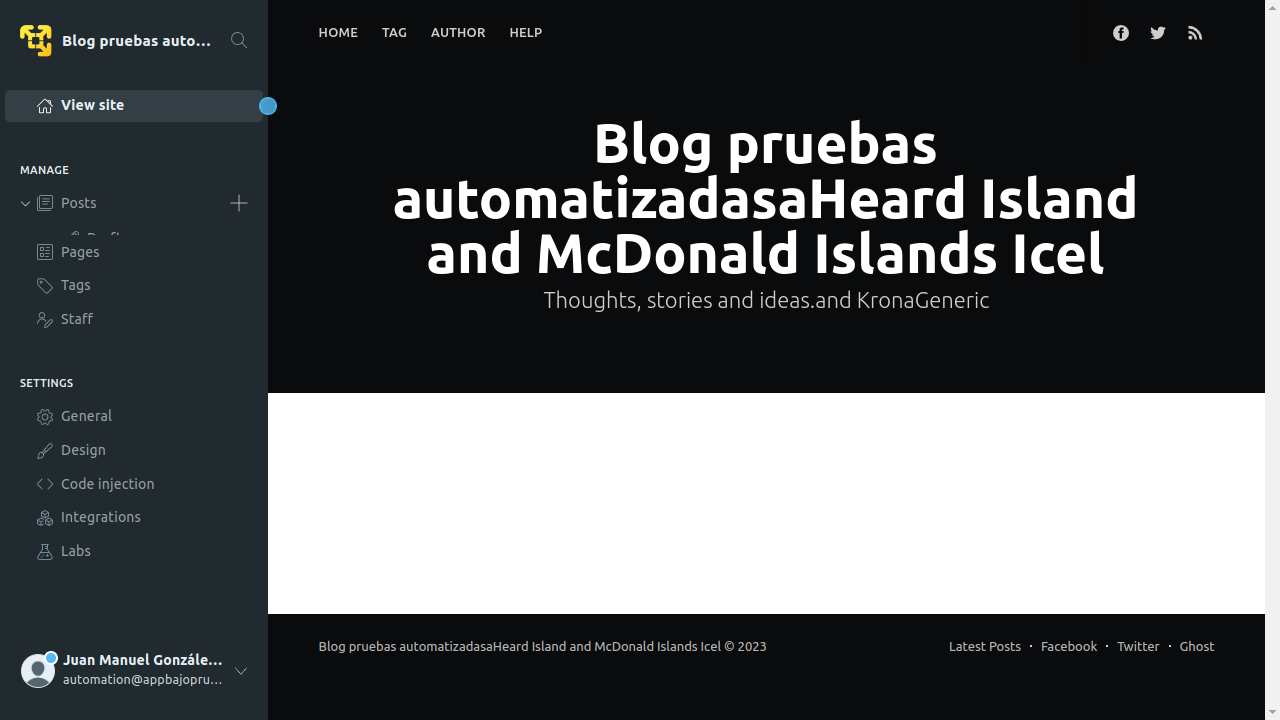 Blog pruebas auto...
View site
MANAGE
Posts
Pages
Tags
Staff
SETTINGS
General
Design
Code injection
Integrations
Labs
Juan Manuel Gonzále...
automation@appbajopru...
HOME TAG AUTHOR HELP
Blog pruebas
automatizadasaHeard Island
and McDonald Islands Icel
Thoughts, stories and ideas.and KronaGeneric
Blog pruebas automatizadasaHeard Island and McDonald Islands Icel © 2023
Latest Posts • Facebook • Twitter • Ghost